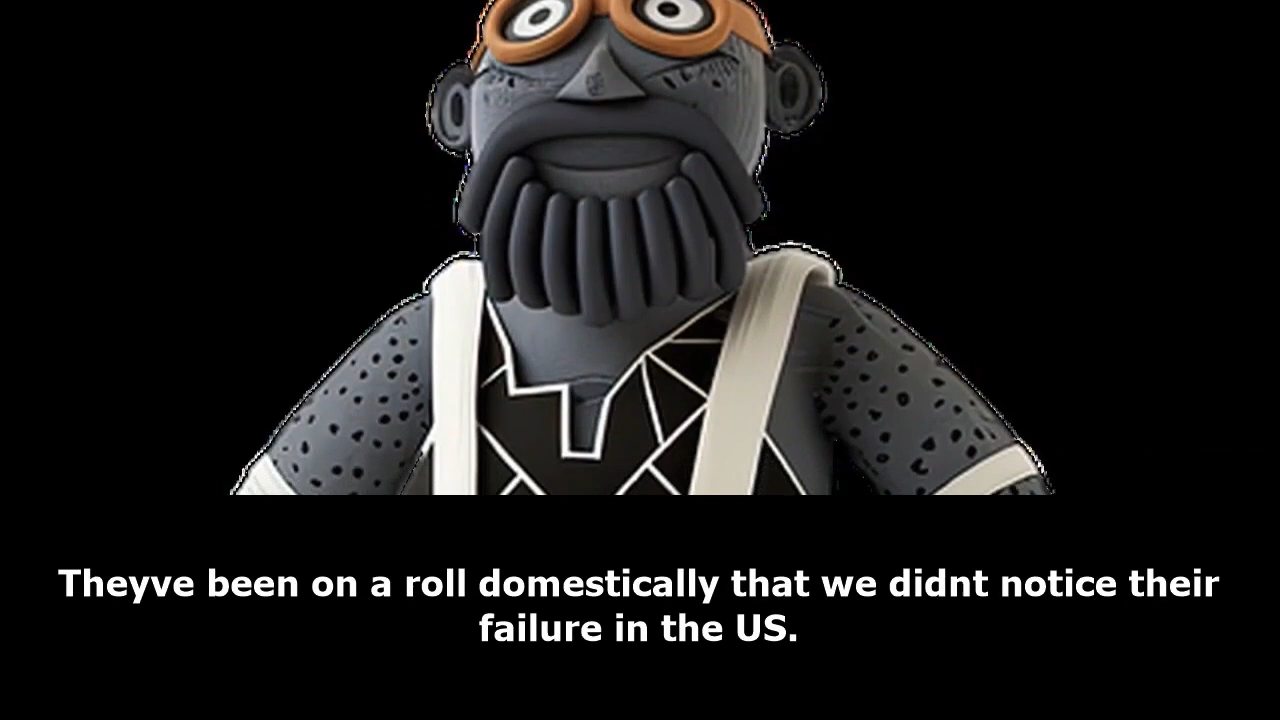 Theyve been on a roll domestically that we didnt notice their
failure in the US.